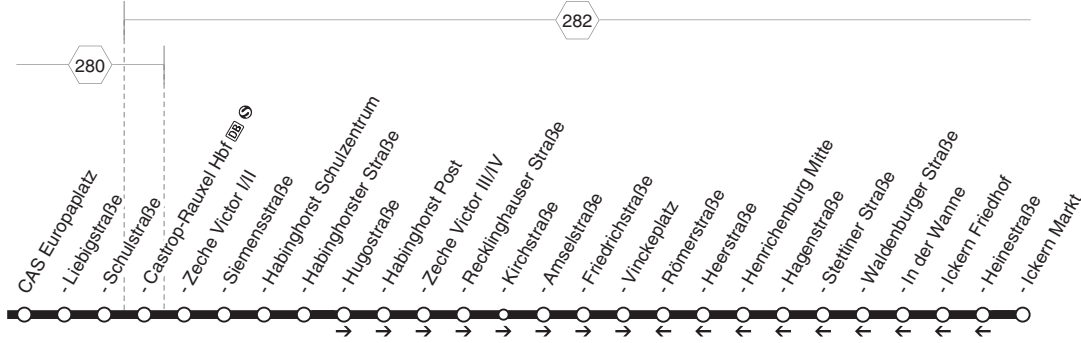 282
280
CAS Europaplatz
- Liebigstraße
- Schulstraße
- Castrop-Rauxel Hbf DB S
- Zeche Victor I/II
- Siemensstraße
- Habinghorst Schulzentrum
- Habinghorster Straße
- Hugostraße
- Habinghorst Post
- Zeche Victor III/IV
- Recklinghauser Straße
- Kirchstraße
- Amselstraße
- Friedrichstraße
- Vinckeplatz
- Römerstraße
- Heerstraße
- Henrichenburg Mitte
- Hagenstraße
- Stettiner Straße
- Waldenburger Straße
- In der Wanne
- Ickern Friedhof
- Heinestraße
- Ickern Markt